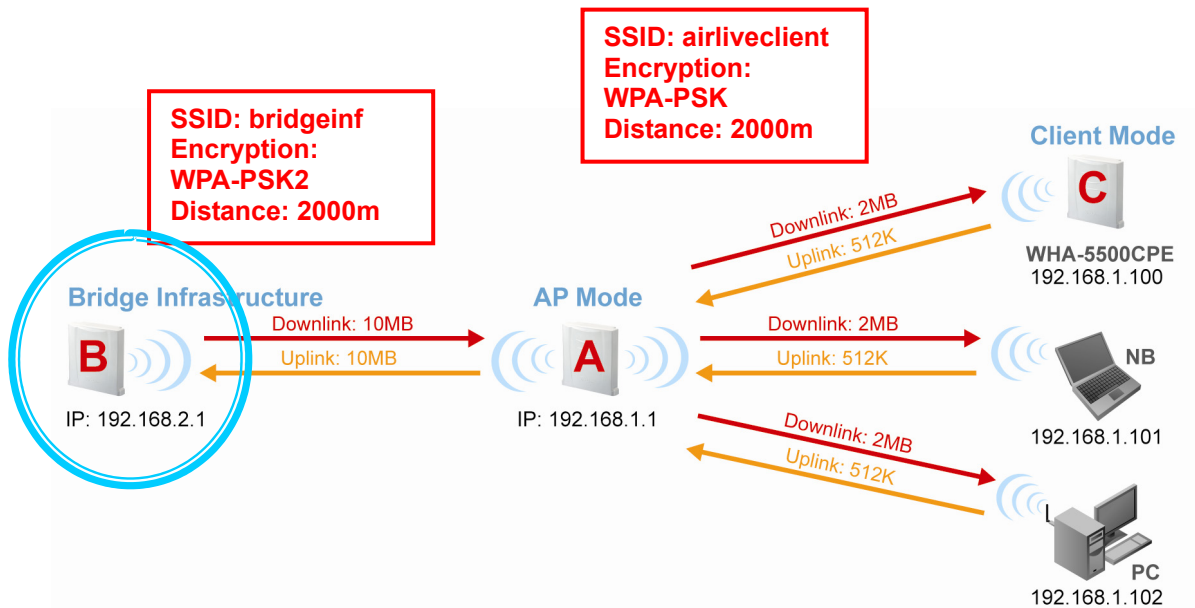 SSID: airliveclient
Encryption:
WPA-PSK
Distance: 2000m
SSID: bridgeinf
Encryption:
WPA-PSK2
Distance: 2000m
Client Mode
C
WHA-5500CPE
192.168.1.100
Downlink: 2MB
Uplink: 512K
Bridge Infrastructure
AP Mode
Downlink: 10MB
Uplink: 10MB
B
A
IP: 192.168.2.1
IP: 192.168.1.1
Downlink: 2MB
Uplink: 512K
NB
192.168.1.101
Downlink: 2MB
Uplink: 512K
PC
192.168.1.102